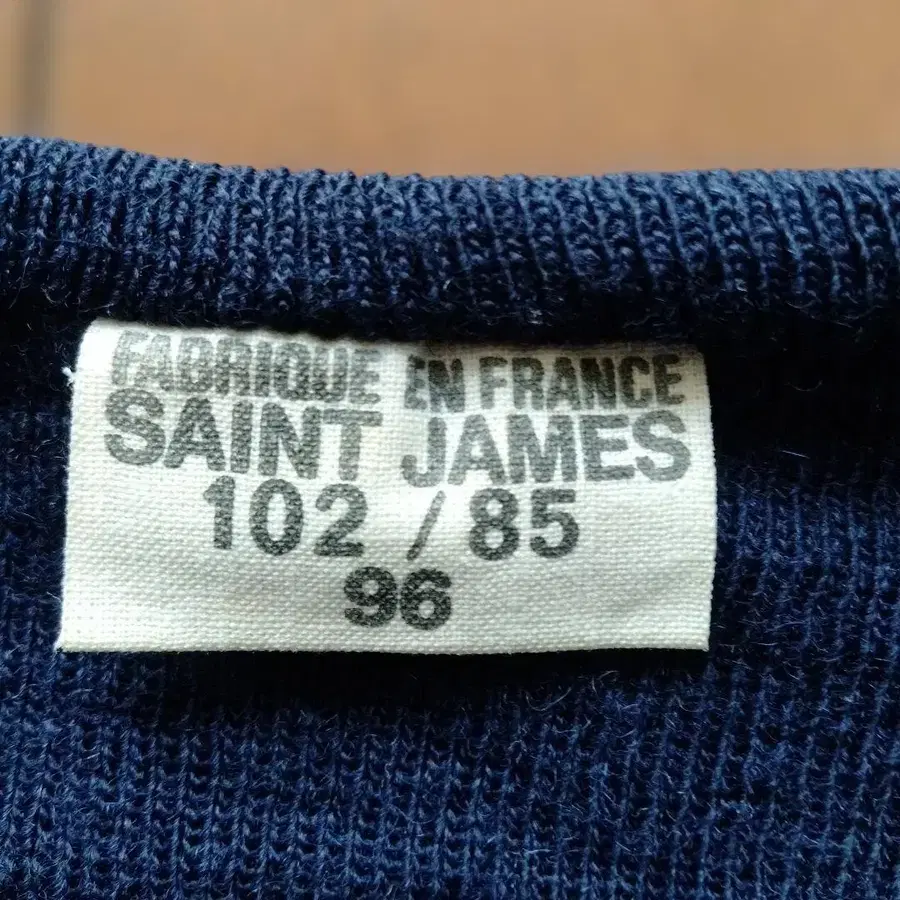 FABRIQUE EN FRANCE
SAINT JAMES
102 / 85
96